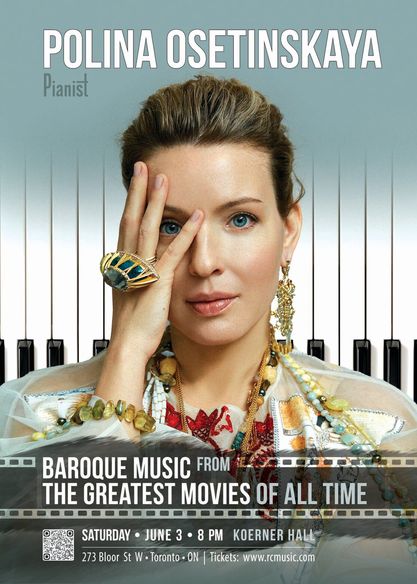 POLINA OSETINSKAYA
Pianist
BAROQUE MUSIC FROM
THE GREATEST MOVIES OF ALL TIME
SATURDAY • JUNE 3 • 8 PM KOERNER HALL
273 Bloor St W • Toronto • ON | Tickets: www.rcmusic.com